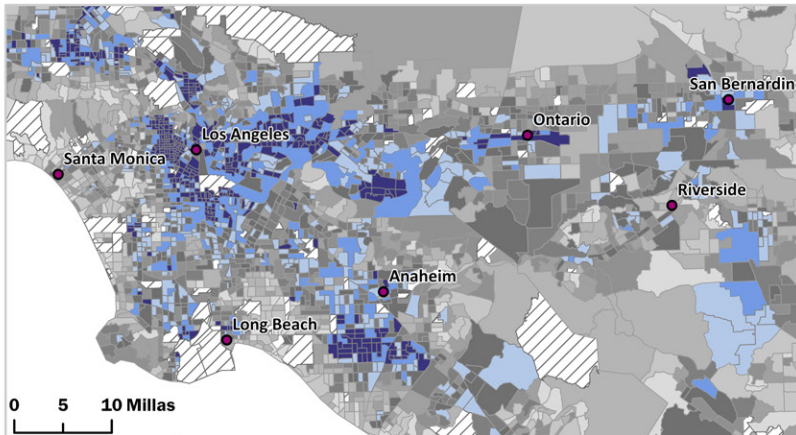 San Bernardin
Ontario
Los Angeles
Santa Monica
Riverside
Anaheim
Long Beach
0 5 10 Millas